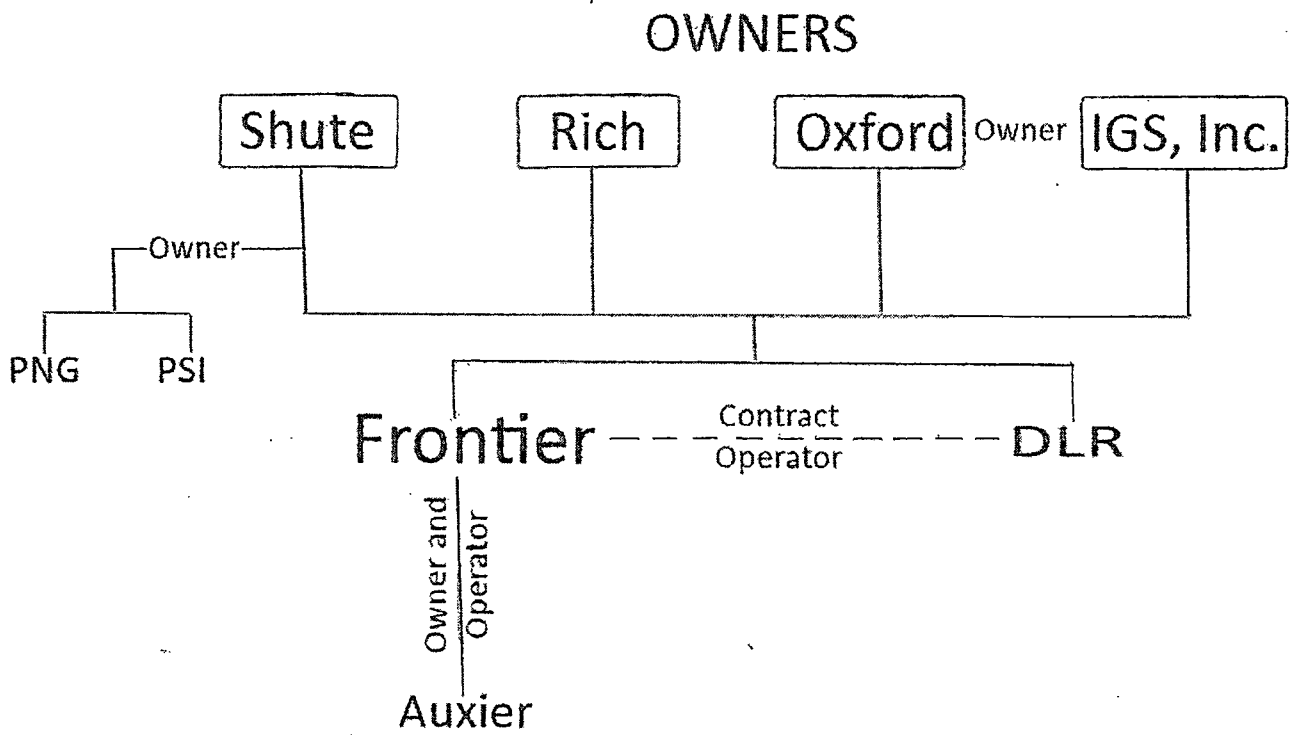 OWNERS
Shute
Rich
Oxford
Owner
IGS, Inc.
Owner
PNG
PSI
Frontier
Contract
Operator
DLR
Owner and
Operator
Auxier